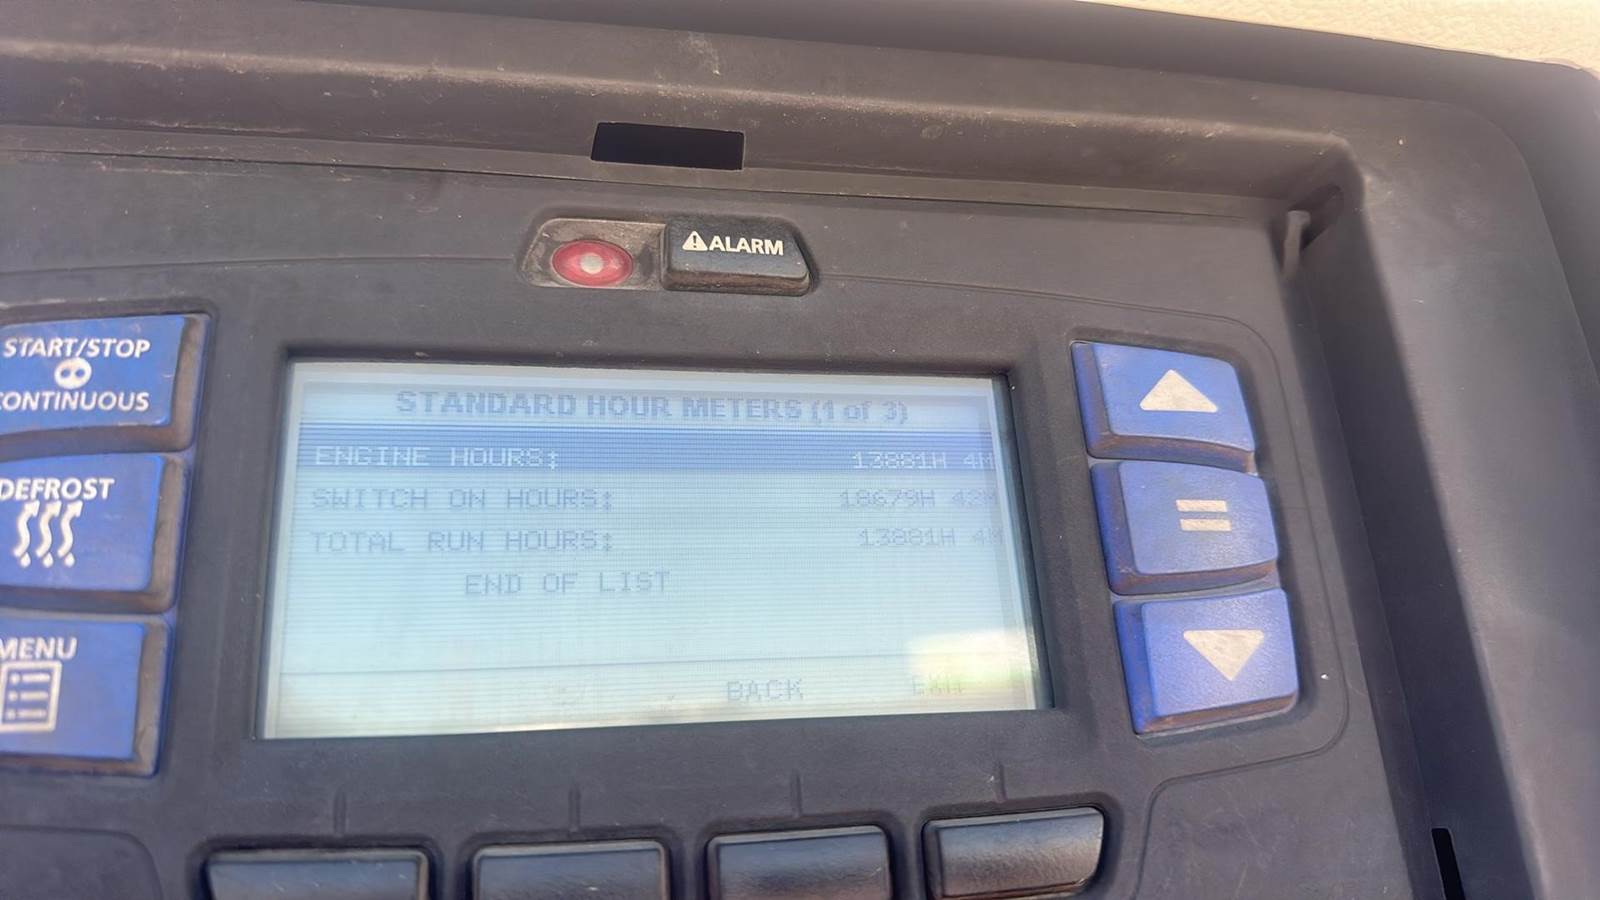 ALARM
START/STOP
CONTINUOUS
DEFROST
MENU
STANDARD HOUR METERS (1 of 3)
ENGINE HOURS: 13881H 4M
SWITCH ON HOURS: 18679H 42M
TOTAL RUN HOURS: 13881H 4M
END OF LIST
BACK EXIT